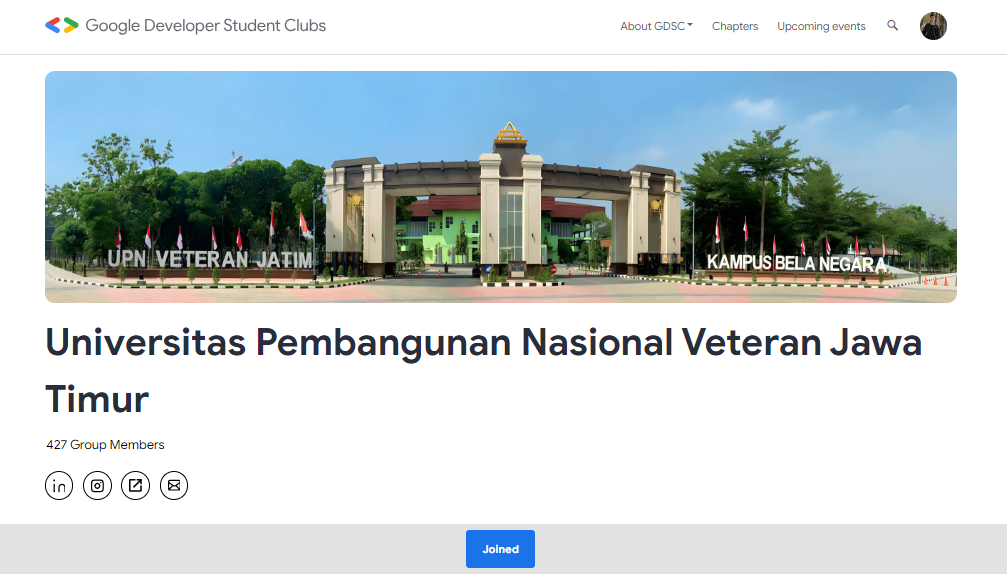 Google Developer Student Clubs
About GDSC
Chapters
Upcoming events
UPN VETERAN JATIM
KAMPUS BELA NEGARA
Universitas Pembangunan Nasional Veteran Jawa
Timur
427 Group Members
in
Joined